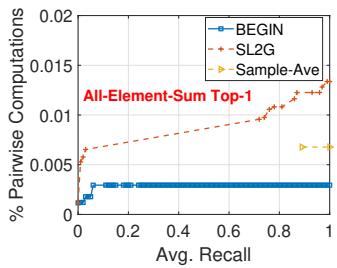 BEGIN
SL2G
Sample-Ave
All-Element-Sum Top-1
% Pairwise Computations
0.02
0.015
0.01
0.005
0
0 0.2 0.4 0.6 0.8 1
Avg. Recall